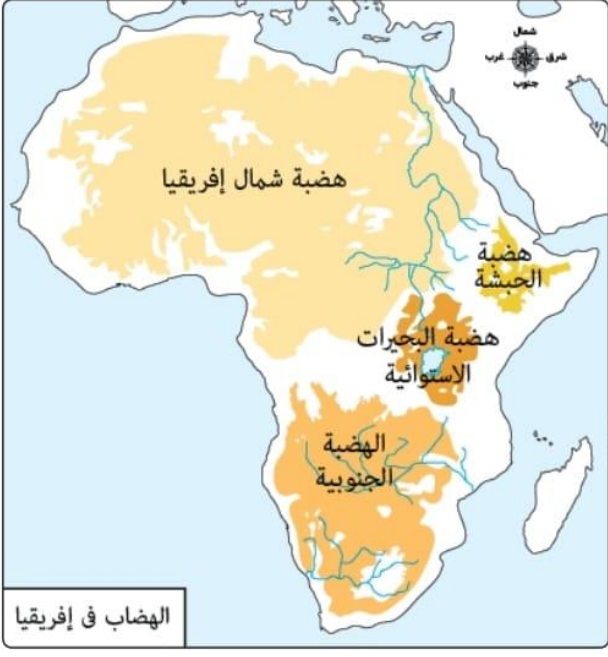 شمال
شرق
غرب
جنوب
هضبة شمال إفريقيا
هضبة
الحبشة
هضبة البحيرات
الاستوائية
الهضبة
الجنوبية
الهضاب فى إفريقيا